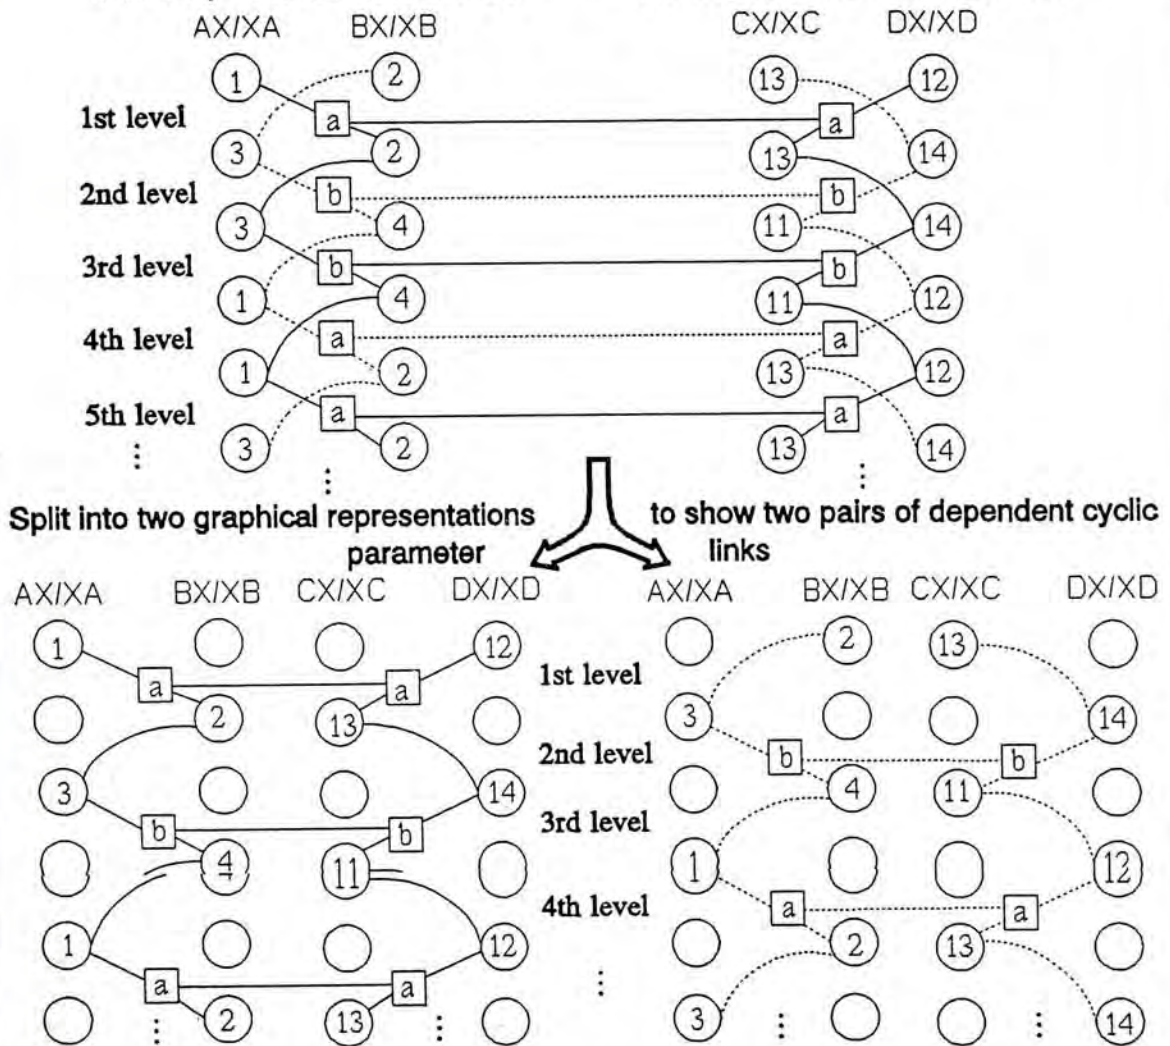 AX/XA BX/XB CX/XC DX/XD
1 2 13 12
1st level a a
3 2 13 14
2nd level b b
3 4 11 14
3rd level b b
1 4 11 12
4th level a a
1 2 13 12
5th level a a
3 2 13 14
Split into two graphical representations to show two pairs of dependent cyclic
parameter links
AX/XA BX/XB CX/XC DX/XD AX/XA BX/XB CX/XC DX/XD
1 12 2 13
a a 1st level
2 13 3 14
2nd level b b
3 14 4 11
b b 3rd level
4 11 1 12
4th level a a
1 12 2 13
a a
2 13 3 14